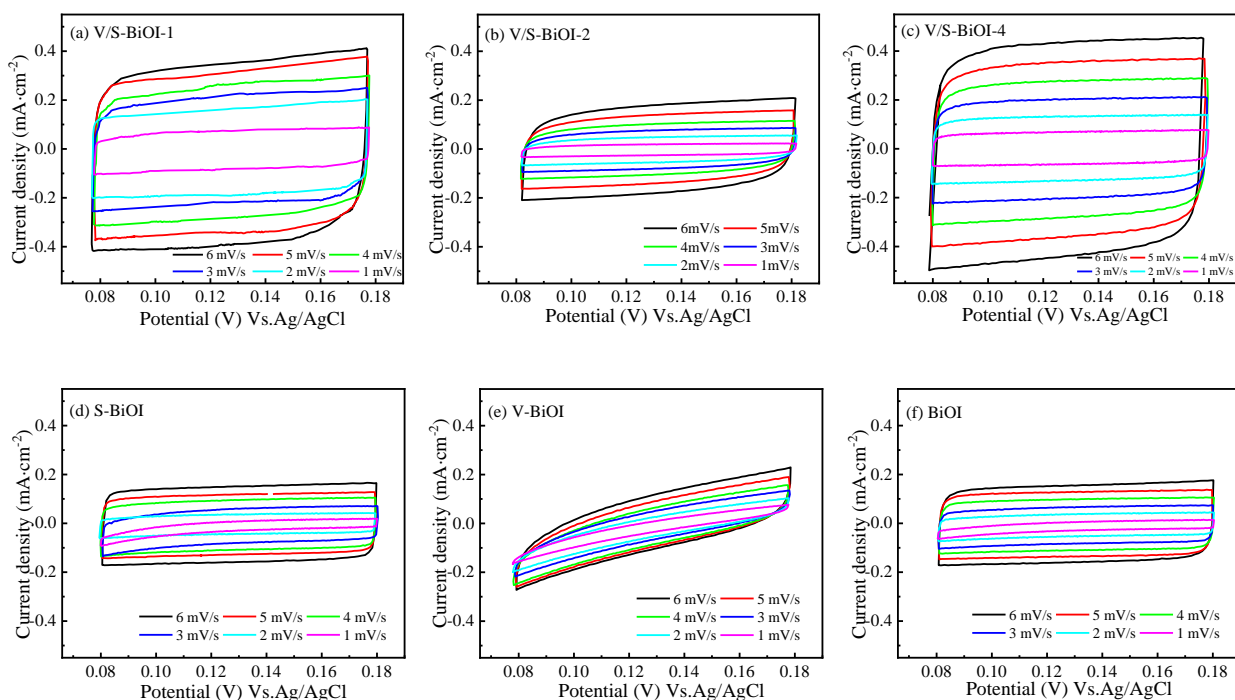 (a) V/S-BiOI-1
0.4
0.2
0.0
-0.2
-0.4
Current density (mA·cm-2)
6 mV/s 5 mV/s 4 mV/s
3 mV/s 2 mV/s 1 mV/s
0.08 0.10 0.12 0.14 0.16 0.18
Potential (V) Vs.Ag/AgCl
(b) V/S-BiOI-2
0.4
0.2
0.0
-0.2
-0.4
Current density (mA·cm-2)
6mV/s 5mV/s
4mV/s 3mV/s
2mV/s 1mV/s
0.08 0.10 0.12 0.14 0.16 0.18
Potential (V) Vs.Ag/AgCl
(c) V/S-BiOI-4
0.4
0.2
0.0
-0.2
-0.4
Current density (mA·cm-2)
6 mV/s 5 mV/s 4 mV/s
3 mV/s 2 mV/s 1 mV/s
0.08 0.10 0.12 0.14 0.16 0.18
Potential (V) Vs.Ag/AgCl
(d) S-BiOI
0.4
0.2
0.0
-0.2
-0.4
Current density (mA·cm-2)
6 mV/s 5 mV/s 4 mV/s
3 mV/s 2 mV/s 1 mV/s
0.08 0.10 0.12 0.14 0.16 0.18
Potential (V) Vs.Ag/AgCl
(e) V-BiOI
0.4
0.2
0.0
-0.2
-0.4
Current density (mA·cm-2)
6 mV/s 5 mV/s
4 mV/s 3 mV/s
2 mV/s 1 mV/s
0.08 0.10 0.12 0.14 0.16 0.18
Potential (V) Vs.Ag/AgCl
(f) BiOI
0.4
0.2
0.0
-0.2
-0.4
Current density (mA·cm-2)
6 mV/s 5 mV/s 4 mV/s
3 mV/s 2 mV/s 1 mV/s
0.08 0.10 0.12 0.14 0.16 0.18
Potential (V) Vs.Ag/AgCl